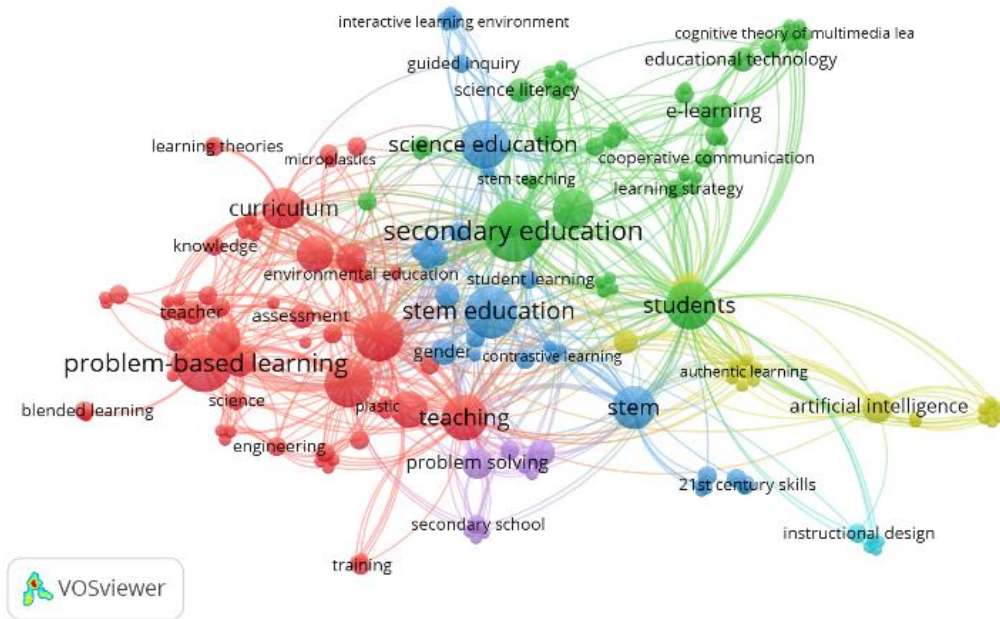 interactive learning environment
cognitive theory of multimedia lea
guided inquiry
educational technology
science literacy
e-learning
science education
learning theories
microplastics
cooperative communication
stem teaching
learning strategy
curriculum
secondary education
knowledge
environmental education
student learning
students
teacher
assessment
stem education
problem-based learning
gender
contrastive learning
authentic learning
science
plastic
blended learning
teaching
stem
artificial intelligence
engineering
problem solving
21st century skills
secondary school
instructional design
training
VOSviewer